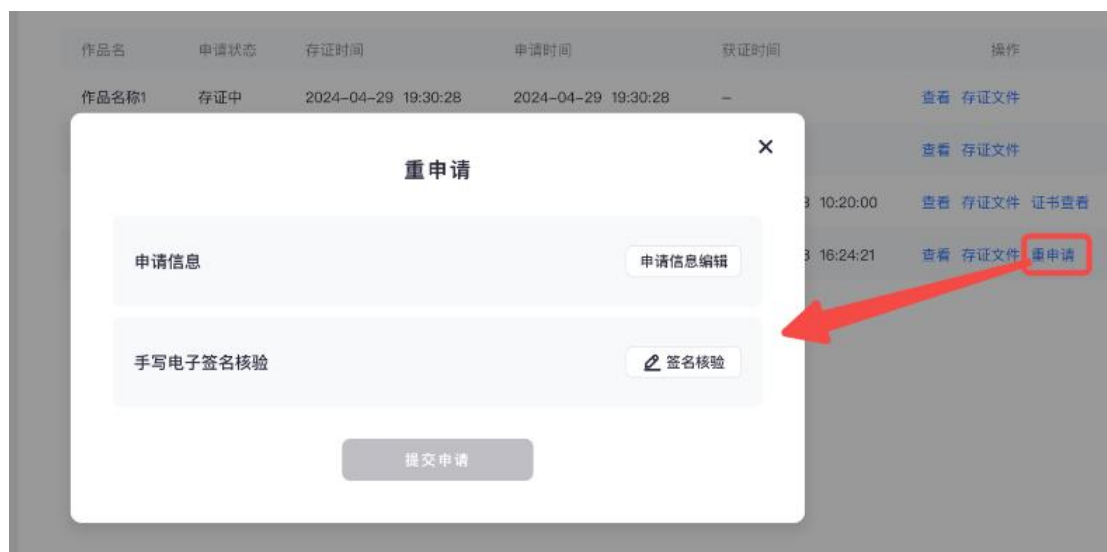 作品名 申请状态 存证时间 申请时间 获证时间 操作
作品名称1 存证中 2024-04-29 19:30:28 2024-04-29 19:30:28 – 查看 存证文件
查看 存证文件
10:20:00 查看 存证文件 证书查看
16:24:21 查看 存证文件 重申请
重申请
申请信息 申请信息编辑
手写电子签名核验 签名核验
提交申请